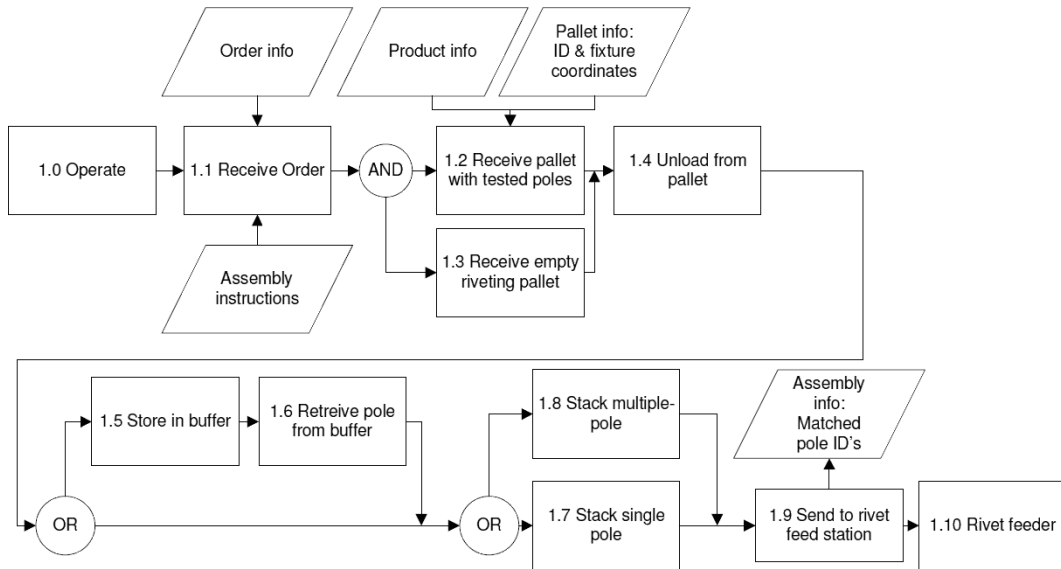 Order info
Product info
Pallet info:
ID & fixture
coordinates
1.0 Operate
1.1 Receive Order
AND
1.2 Receive pallet
with tested poles
1.4 Unload from
pallet
1.3 Receive empty
riveting pallet
Assembly
instructions
1.5 Store in buffer
1.6 Retreive pole
from buffer
1.8 Stack multiple-
pole
Assembly
info:
Matched
pole ID's
OR
OR
1.7 Stack single
pole
1.9 Send to rivet
feed station
1.10 Rivet feeder